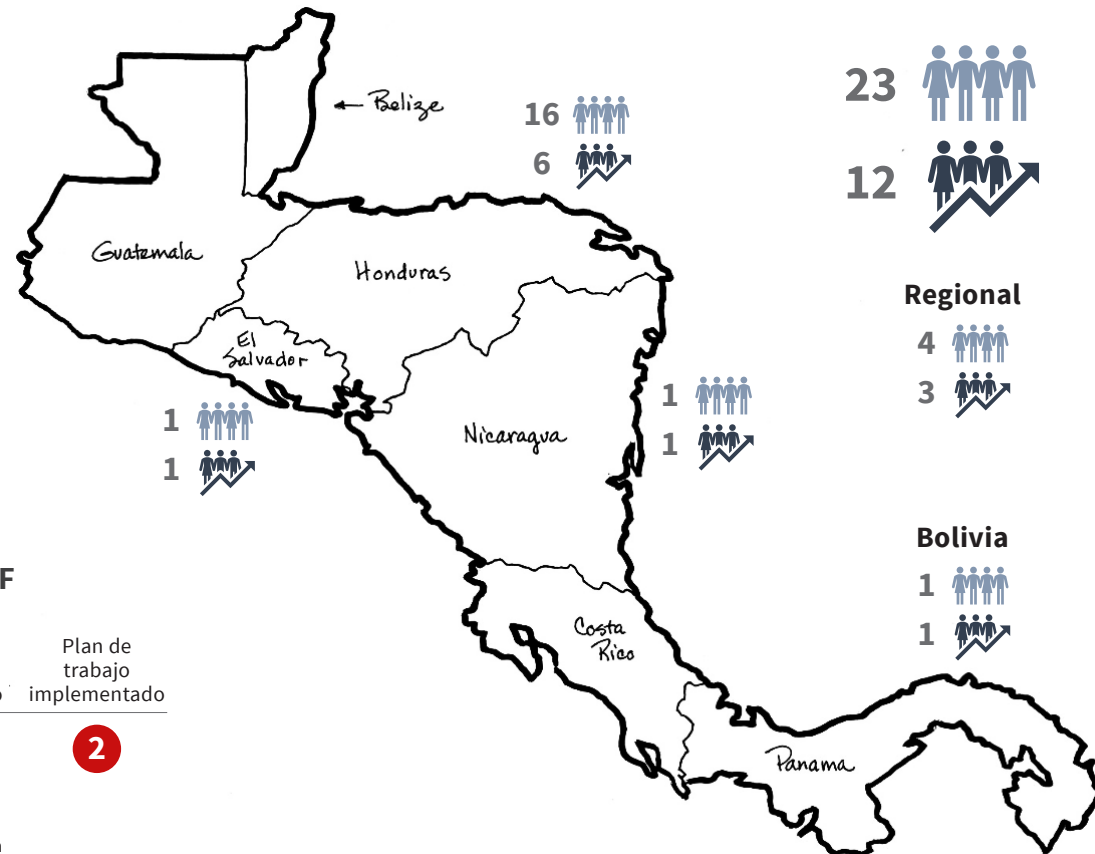 23
Belize
16
6
12
Guatemala
Honduras
Regional
El
Salvador
4
3
1
1
Nicaragua
1
1
Bolivia
F
1
1
Costa
Rico
Plan de
trabajo
implementado
2
Panama